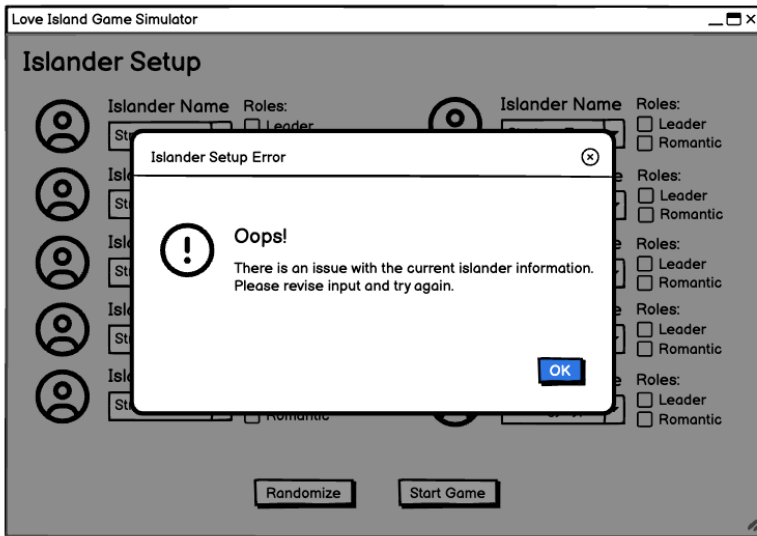 Love Island Game Simulator
Islander Setup
Islander Name Roles:
Leader
Islander Name Roles:
Leader
Romantic
Islander Setup Error
Roles:
Leader
Romantic
Oops!
There is an issue with the current islander information.
Please revise input and try again.
Roles:
Leader
Romantic
Roles:
Leader
Romantic
OK
Roles:
Leader
Romantic
Romantic
Randomize
Start Game